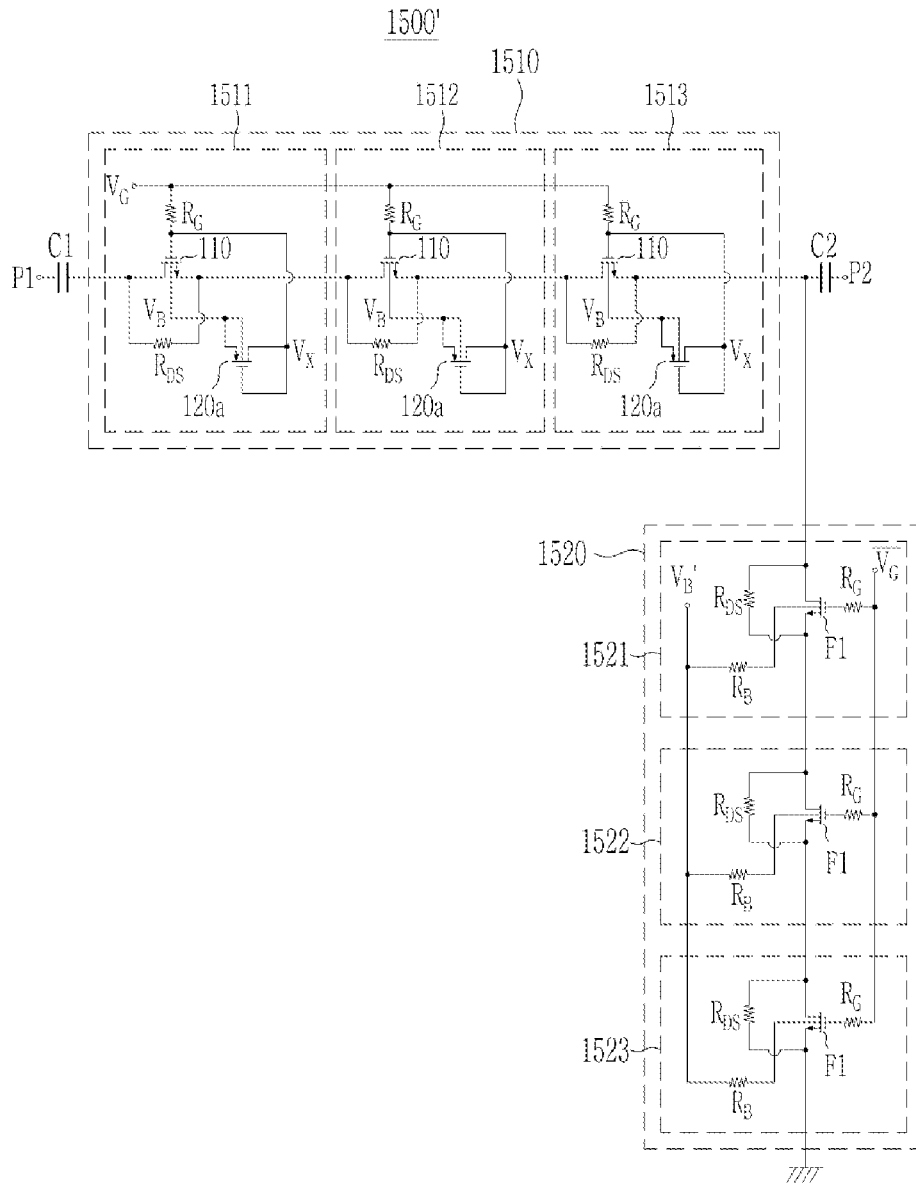 1500'
1510
1511
1512
1513
V_G
R_G
R_G
R_G
110
110
110
C1
C2
P1
P2
V_B
V_B
V_B
R_DS
R_DS
R_DS
V_X
V_X
V_X
120a
120a
120a
1520
V_B'
V̅_G
R_DS
R_G
F1
1521
R_B
R_DS
R_G
F1
1522
R_B
R_DS
R_G
F1
1523
R_B